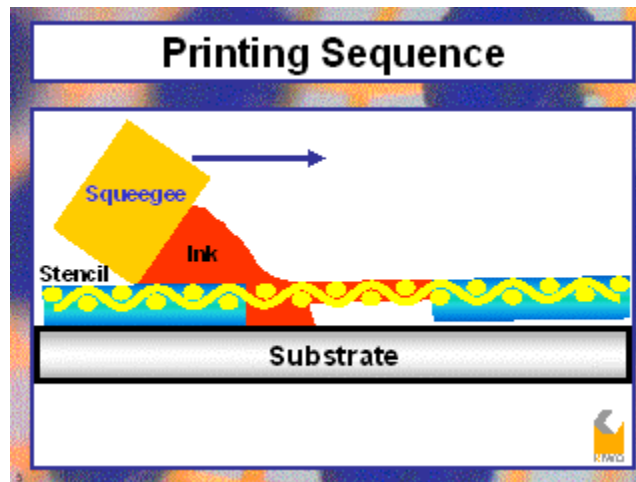 Printing Sequence
Squeegee
Ink
Stencil
Substrate